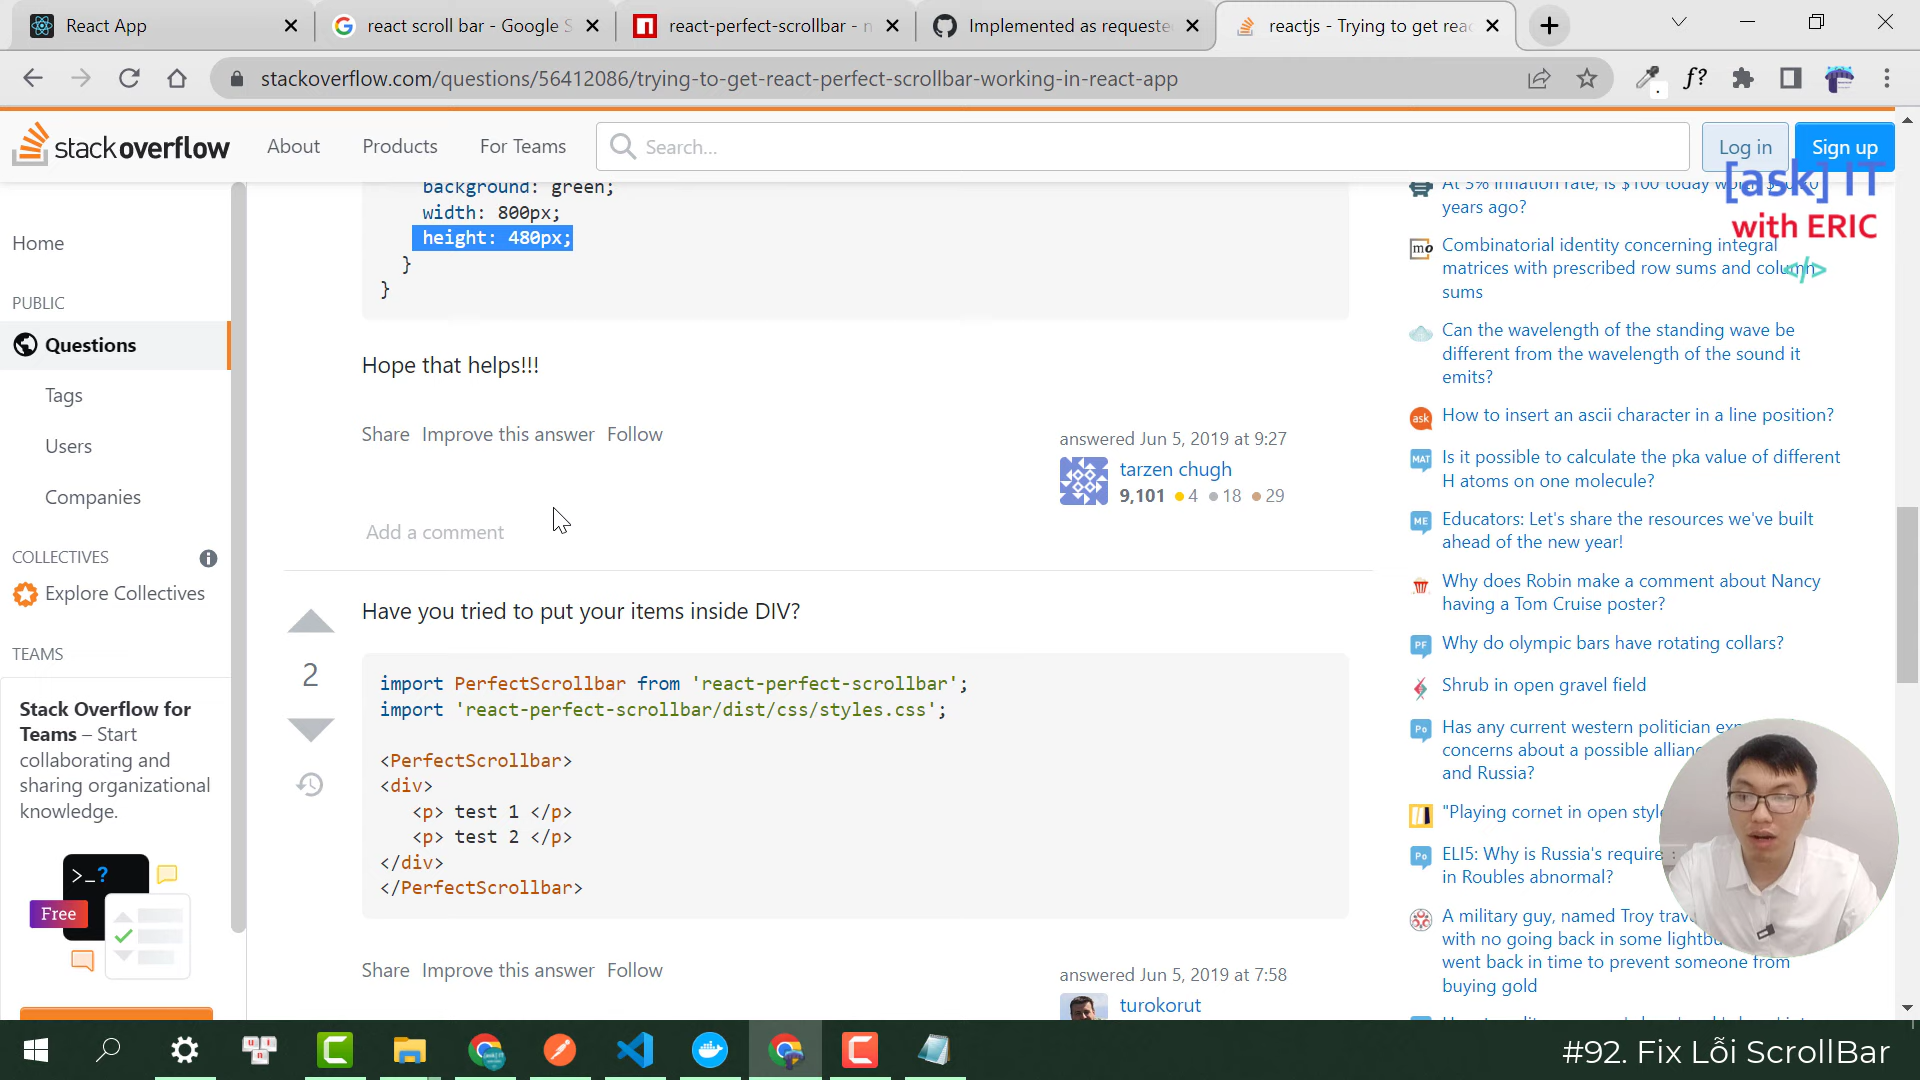 React App
react scroll bar - Google S
react-perfect-scrollbar - n
Implemented as requeste
reactjs - Trying to get reac
stackoverflow.com/questions/56412086/trying-to-get-react-perfect-scrollbar-working-in-react-app
f?
stackoverflow
About
Products
For Teams
Search...
Log in
Sign up
[ask] IT
with ERIC
</>
Home
PUBLIC
Questions
Tags
Users
Companies
COLLECTIVES
Explore Collectives
TEAMS
Stack Overflow for
Teams – Start
collaborating and
sharing organizational
knowledge.
>_?
Free
background: green;
width: 800px;
height: 480px;
}
}
Hope that helps!!!
Share Improve this answer Follow
answered Jun 5, 2019 at 9:27
tarzen chugh
9,101 4 18 29
Add a comment
2
Have you tried to put your items inside DIV?
import PerfectScrollbar from 'react-perfect-scrollbar';
import 'react-perfect-scrollbar/dist/css/styles.css';
<PerfectScrollbar>
<div>
<p> test 1 </p>
<p> test 2 </p>
</div>
</PerfectScrollbar>
Share Improve this answer Follow
answered Jun 5, 2019 at 7:58
turokorut
At 3% inflation rate, is $100 today
years ago?
Combinatorial identity concerning integral
matrices with prescribed row sums and column
sums
Can the wavelength of the standing wave be
different from the wavelength of the sound it
emits?
How to insert an ascii character in a line position?
Is it possible to calculate the pka value of different
H atoms on one molecule?
Educators: Let's share the resources we've built
ahead of the new year!
Why does Robin make a comment about Nancy
having a Tom Cruise poster?
Why do olympic bars have rotating collars?
Shrub in open gravel field
Has any current western politician
concerns about a possible
and Russia?
"Playing cornet in open
ELI5: Why is Russia's
in Roubles abnormal?
A military guy, named Troy
with no going back in some
went back in time to prevent someone from
buying gold
#92. Fix Lỗi ScrollBar